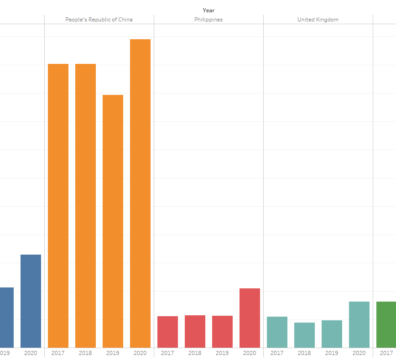 Year
People's Republic of China Philippines United Kingdom
2019 2020 2017 2018 2019 2020 2017 2018 2019 2020 2017 2018 2019 2020 2017